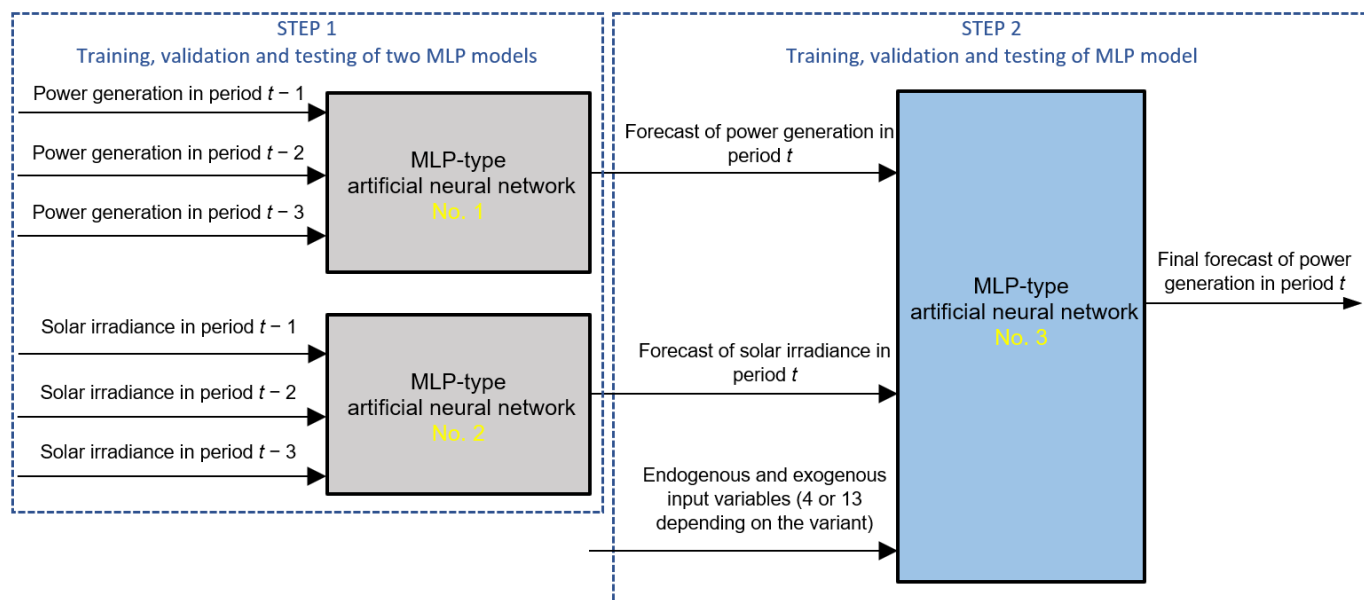 STEP 1
Training, validation and testing of two MLP models
Power generation in period t − 1
Power generation in period t − 2
Power generation in period t − 3
MLP-type
artificial neural network
No. 1
Solar irradiance in period t − 1
Solar irradiance in period t − 2
Solar irradiance in period t − 3
MLP-type
artificial neural network
No. 2
STEP 2
Training, validation and testing of MLP model
Forecast of power generation in
period t
Forecast of solar irradiance in
period t
Endogenous and exogenous
input variables (4 or 13
depending on the variant)
MLP-type
artificial neural network
No. 3
Final forecast of power
generation in period t